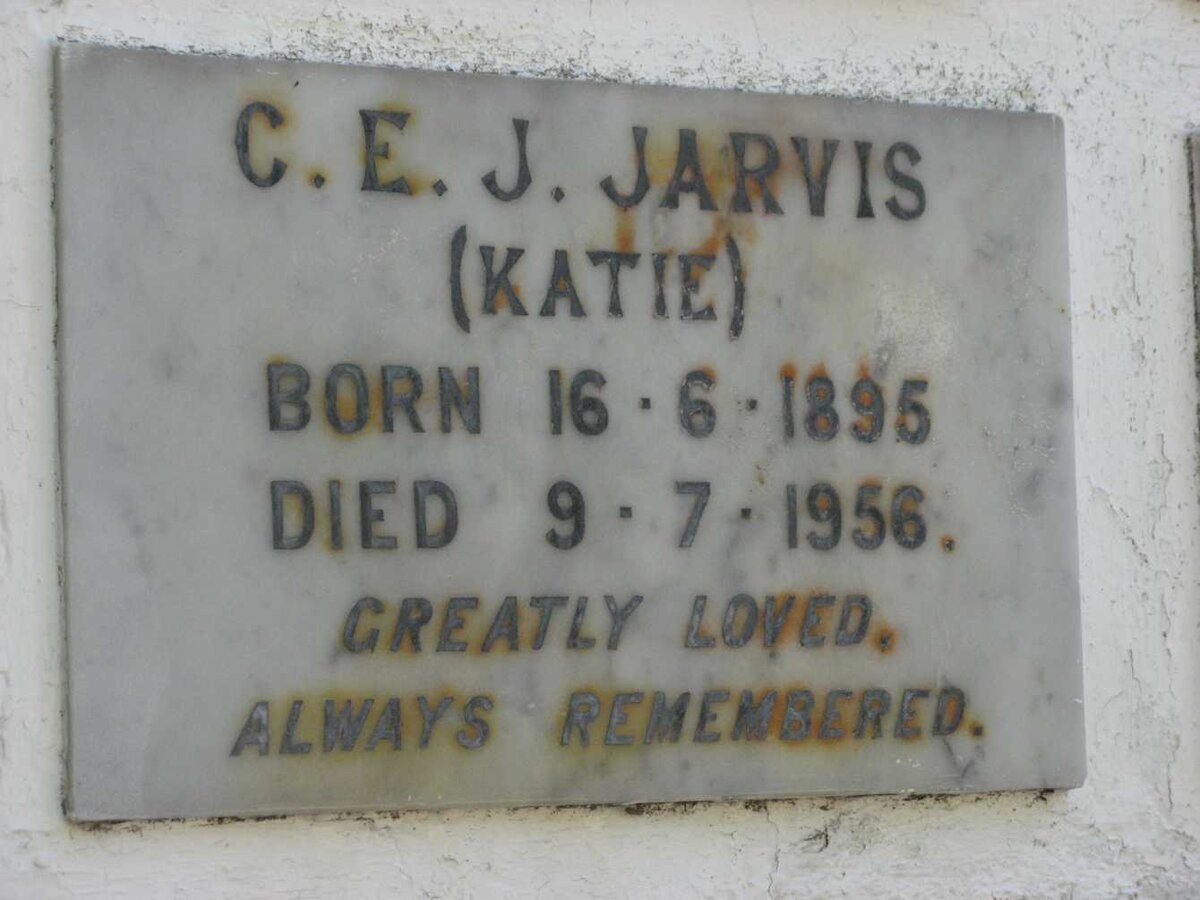 C. E. J. JARVIS
(KATIE)
BORN 16 · 6 · 1895
DIED 9 · 7 · 1956.
GREATLY LOVED.
ALWAYS REMEMBERED.